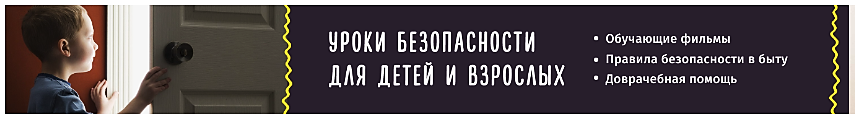 УРОКИ БЕЗОПАСНОСТИ
ДЛЯ ДЕТЕЙ И ВЗРОСЛЫХ
• Обучающие фильмы
• Правила безопасности в быту
• Доврачебная помощь